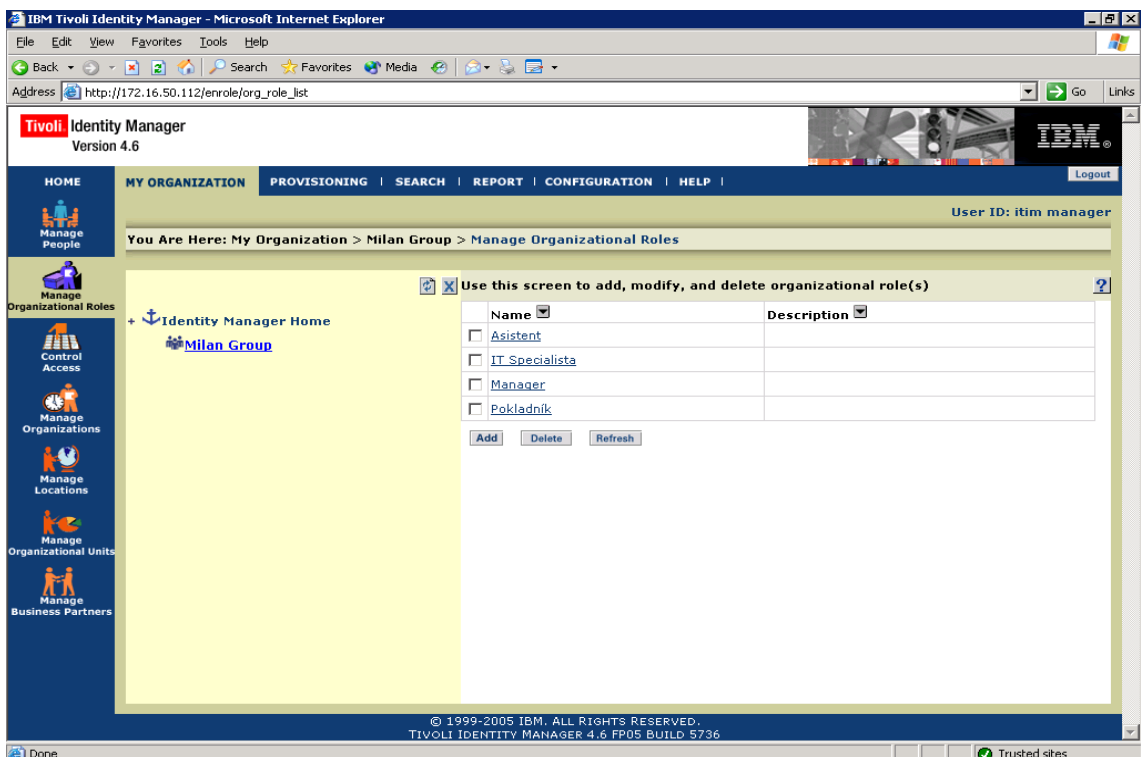 IBM Tivoli Identity Manager - Microsoft Internet Explorer
File Edit View Favorites Tools Help
Back Search Favorites Media
Address http://172.16.50.112/enrole/org_role_list Go Links
Tivoli. Identity Manager
Version 4.6
IBM®
HOME MY ORGANIZATION PROVISIONING | SEARCH | REPORT | CONFIGURATION | HELP | Logout
User ID: itim manager
You Are Here: My Organization > Milan Group > Manage Organizational Roles
Manage
People
Manage
Organizational Roles
Control
Access
Manage
Organizations
Manage
Locations
Manage
Organizational Units
Manage
Business Partners
+ Identity Manager Home
Milan Group
X Use this screen to add, modify, and delete organizational role(s) ?
Name Description
Asistent
IT Specialista
Manager
Pokladník
Add Delete Refresh
© 1999-2005 IBM. ALL RIGHTS RESERVED.
TIVOLI IDENTITY MANAGER 4.6 FP05 BUILD 5736
Done Trusted sites